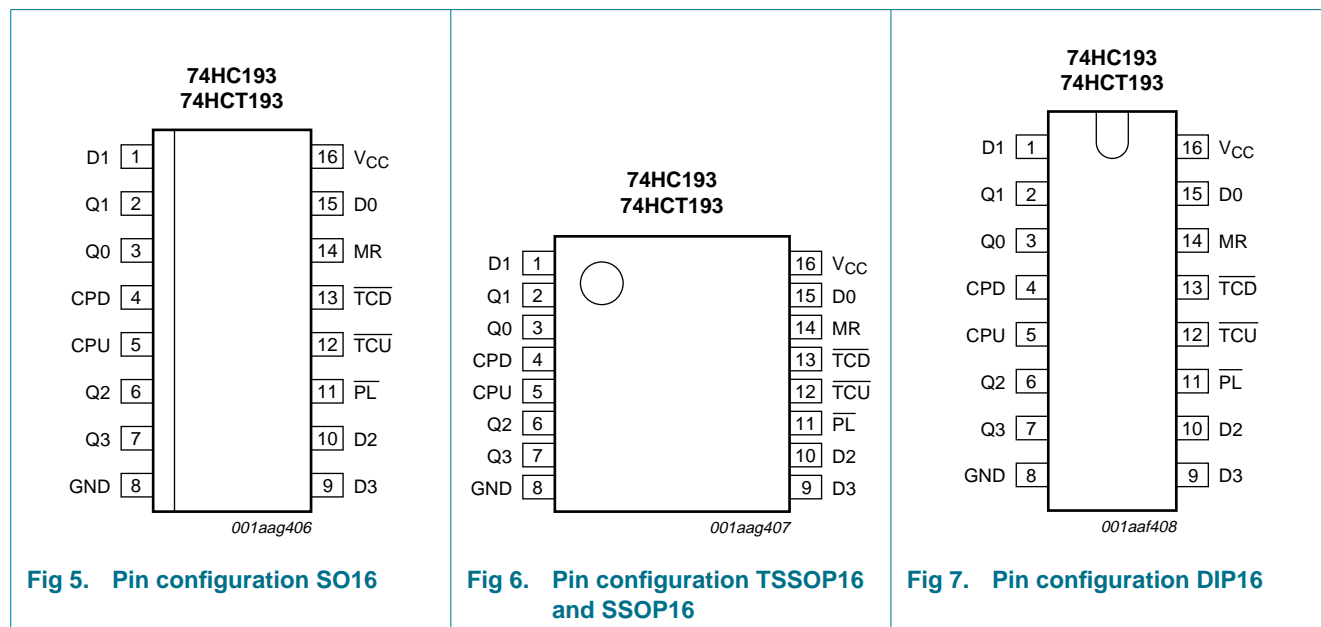 74HC193
74HCT193
D1 1
16 VCC
Q1 2
15 D0
Q0 3
14 MR
CPD 4
13 TCD
CPU 5
12 TCU
Q2 6
11 PL
Q3 7
10 D2
GND 8
9 D3
001aag406
Fig 5. Pin configuration SO16
74HC193
74HCT193
D1 1
16 VCC
Q1 2
15 D0
Q0 3
14 MR
CPD 4
13 TCD
CPU 5
12 TCU
Q2 6
11 PL
Q3 7
10 D2
GND 8
9 D3
001aag407
Fig 6. Pin configuration TSSOP16
and SSOP16
74HC193
74HCT193
D1 1
16 VCC
Q1 2
15 D0
Q0 3
14 MR
CPD 4
13 TCD
CPU 5
12 TCU
Q2 6
11 PL
Q3 7
10 D2
GND 8
9 D3
001aaf408
Fig 7. Pin configuration DIP16